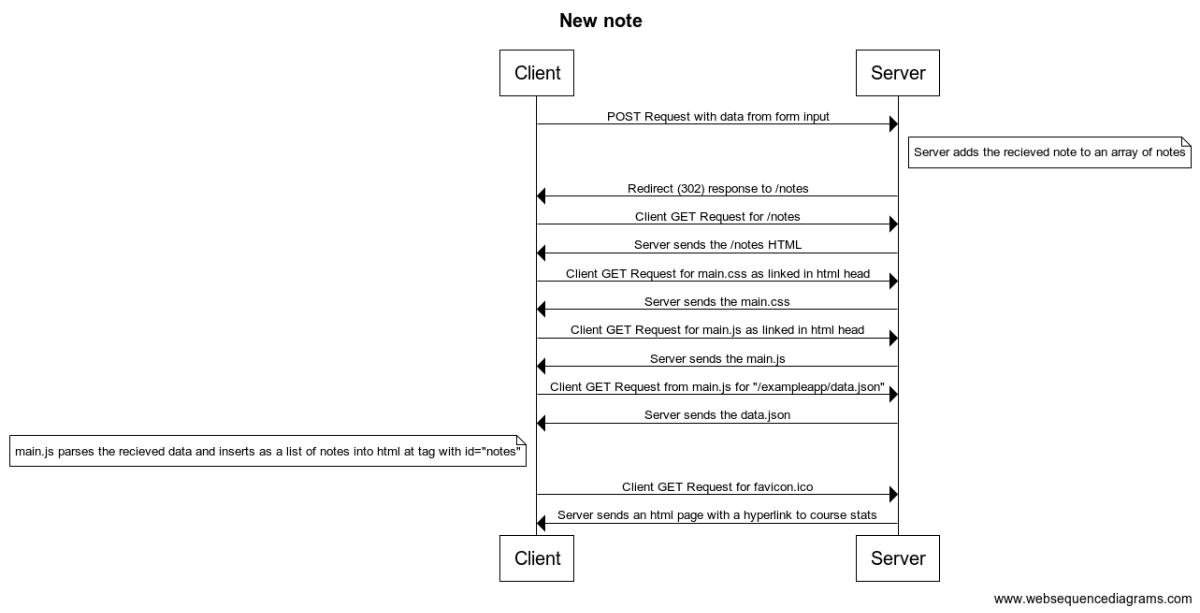 New note
Client
Server
POST Request with data from form input
Server adds the recieved note to an array of notes
Redirect (302) response to /notes
Client GET Request for /notes
Server sends the /notes HTML
Client GET Request for main.css as linked in html head
Server sends the main.css
Client GET Request for main.js as linked in html head
Server sends the main.js
Client GET Request from main.js for "/exampleapp/data.json"
Server sends the data.json
main.js parses the recieved data and inserts as a list of notes into html at tag with id="notes"
Client GET Request for favicon.ico
Server sends an html page with a hyperlink to course stats
Client
Server
www.websequencediagrams.com